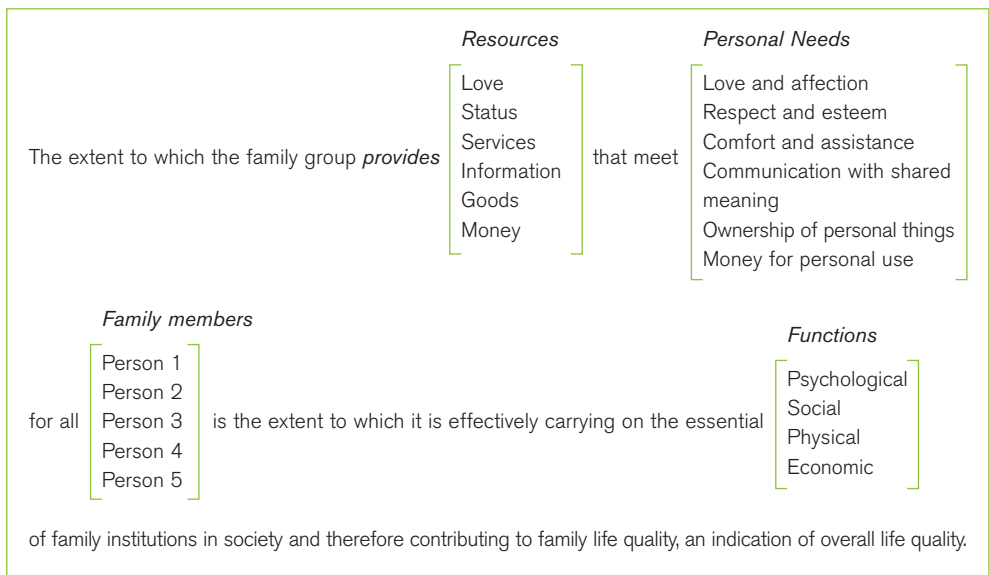 Resources
Personal Needs
The extent to which the family group provides
Love
Status
Services
Information
Goods
Money
that meet
Love and affection
Respect and esteem
Comfort and assistance
Communication with shared
meaning
Ownership of personal things
Money for personal use
Family members
for all
Person 1
Person 2
Person 3
Person 4
Person 5
is the extent to which it is effectively carrying on the essential
Functions
Psychological
Social
Physical
Economic
of family institutions in society and therefore contributing to family life quality, an indication of overall life quality.